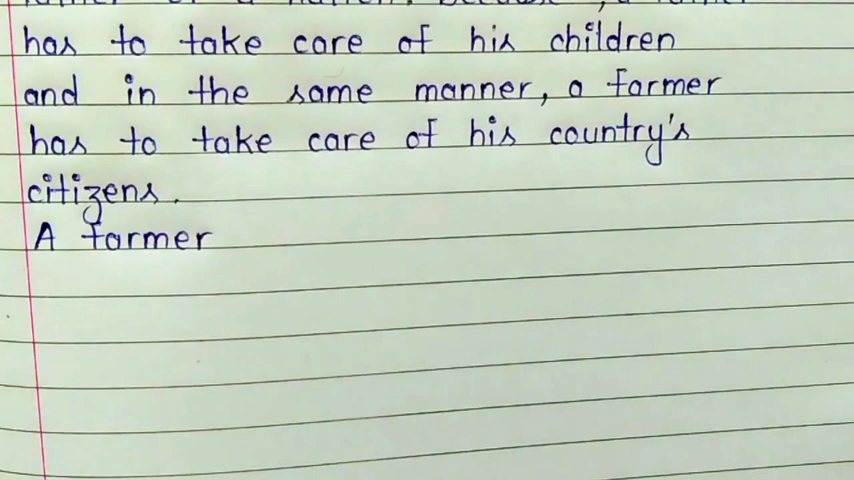 has to take care of his children
and in the same manner, a farmer
has to take care of his country's
citizens.
A farmer